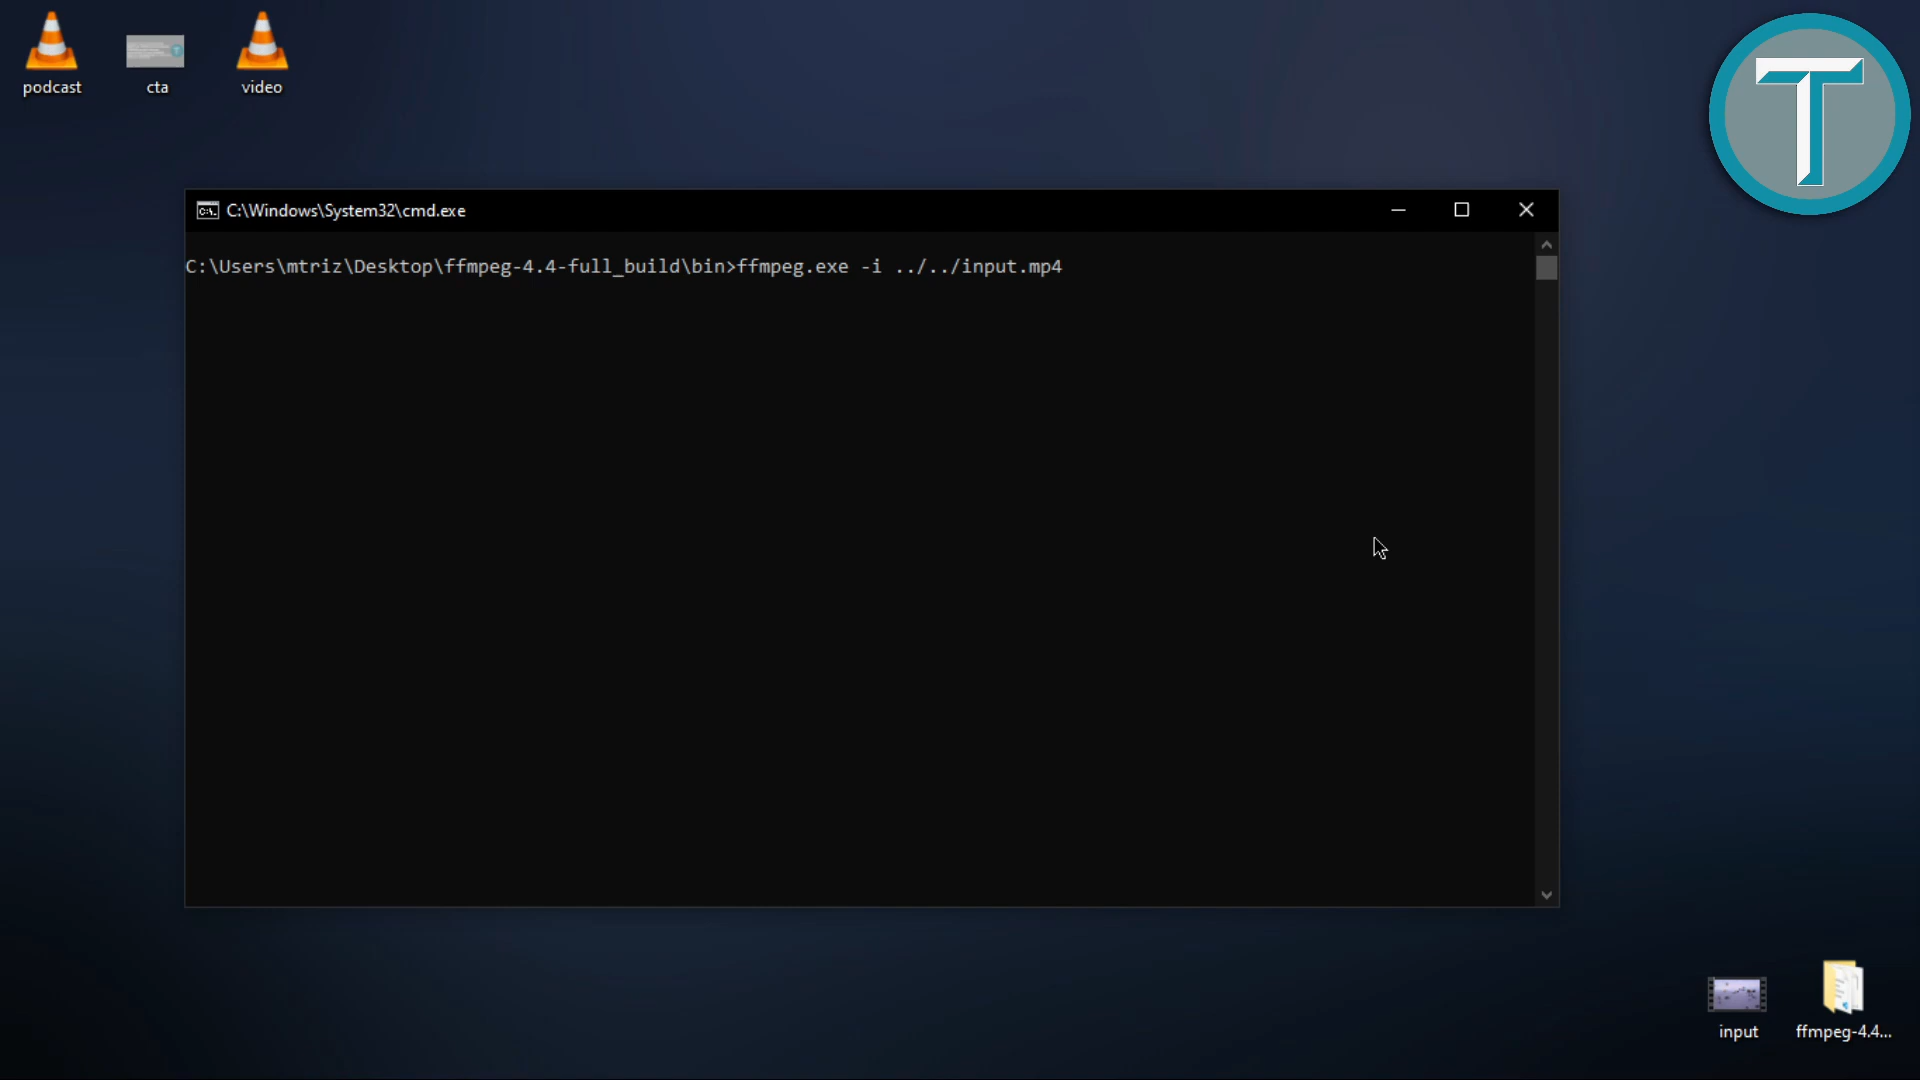 podcast
cta
video
T
C:\Windows\System32\cmd.exe
C:\Users\mtriz\Desktop\ffmpeg-4.4-full_build\bin>ffmpeg.exe -i ../../input.mp4
input
ffmpeg-4.4...